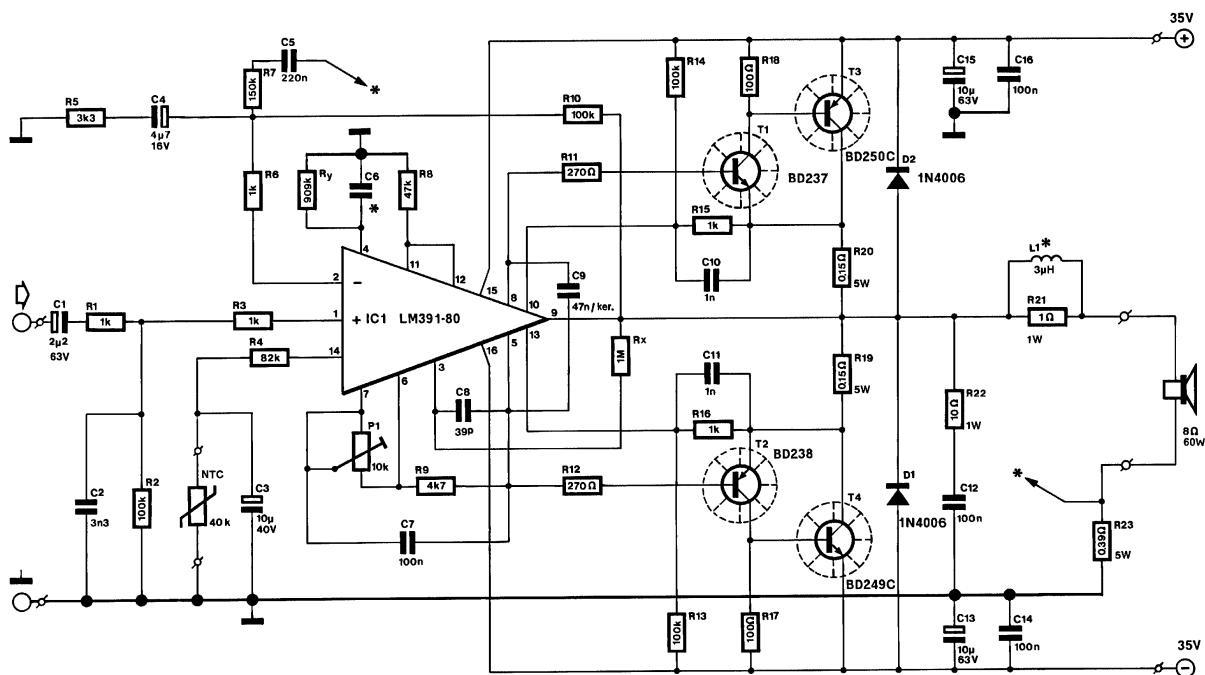 35V
+
C5
220n
R7
150k
*
R5
3k3
C4
4µ7
16V
R10
100k
R14
100k
R18
100Ω
T3
BD250C
C15
10µ
63V
C16
100n
T1
BD237
R11
270Ω
D2
1N4006
R6
1k
Ry
909k
C6
*
R8
47k
R15
1k
C10
1n
R20
0,15Ω
5W
L1*
3µH
R21
1Ω
1W
4
11
12
15
8
10
C9
47n/ker.
2
−
1
+ IC1 LM391-80
14
9
13
5
16
3
6
7
C1
2µ2
63V
R1
1k
R3
1k
R4
82k
Rx
1M
C11
1n
R19
0,15Ω
5W
R16
1k
C8
39p
P1
10k
R22
10Ω
1W
8Ω
60W
T2
BD238
R9
4k7
R12
270Ω
NTC
40k
C3
10µ
40V
C2
3n3
R2
100k
C7
100n
T4
BD249C
D1
1N4006
C12
100n
*
R23
0,39Ω
5W
R13
100k
R17
100Ω
C13
10µ
63V
C14
100n
35V
−